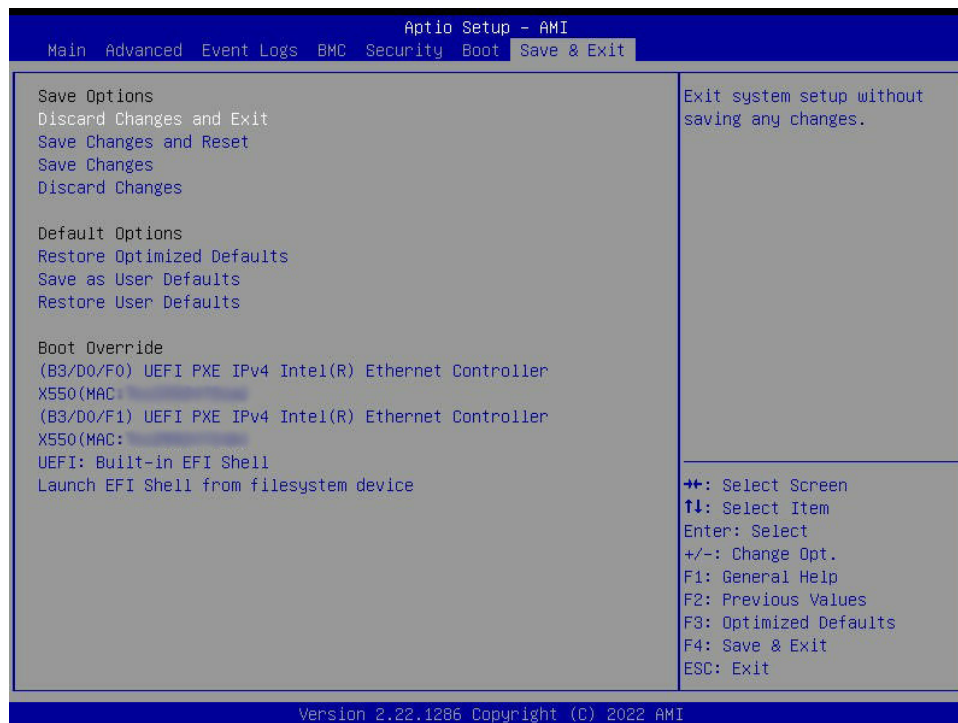 Aptio Setup – AMI
Main Advanced Event Logs BMC Security Boot Save & Exit
Save Options
Discard Changes and Exit
Save Changes and Reset
Save Changes
Discard Changes
Default Options
Restore Optimized Defaults
Save as User Defaults
Restore User Defaults
Boot Override
(B3/D0/F0) UEFI PXE IPv4 Intel(R) Ethernet Controller
X550(MAC:
(B3/D0/F1) UEFI PXE IPv4 Intel(R) Ethernet Controller
X550(MAC:
UEFI: Built-in EFI Shell
Launch EFI Shell from filesystem device
Exit system setup without
saving any changes.
→←: Select Screen
↑↓: Select Item
Enter: Select
+/-: Change Opt.
F1: General Help
F2: Previous Values
F3: Optimized Defaults
F4: Save & Exit
ESC: Exit
Version 2.22.1286 Copyright (C) 2022 AMI